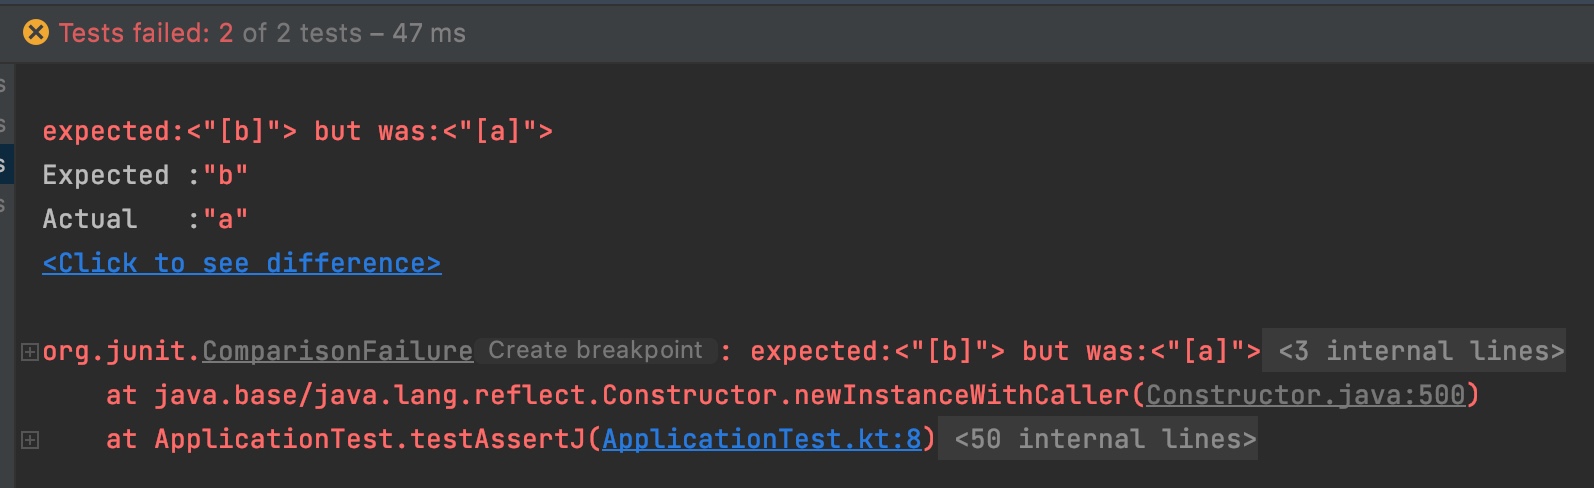 Tests failed: 2 of 2 tests – 47 ms
s
s
expected:<"[b]"> but was:<"[a]">
s
Expected :"b"
s
Actual   :"a"
<Click to see difference>
org.junit.ComparisonFailure Create breakpoint : expected:<"[b]"> but was:<"[a]"> <3 internal lines>
    at java.base/java.lang.reflect.Constructor.newInstanceWithCaller(Constructor.java:500)
    at ApplicationTest.testAssertJ(ApplicationTest.kt:8) <50 internal lines>